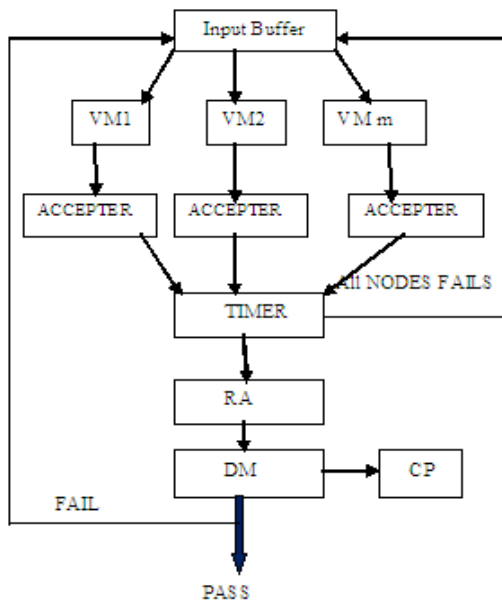 Input Buffer
VM1
VM2
VM m
ACCEPTER
ACCEPTER
ACCEPTER
All NODES FAILS
TIMER
RA
DM
CP
FAIL
PASS